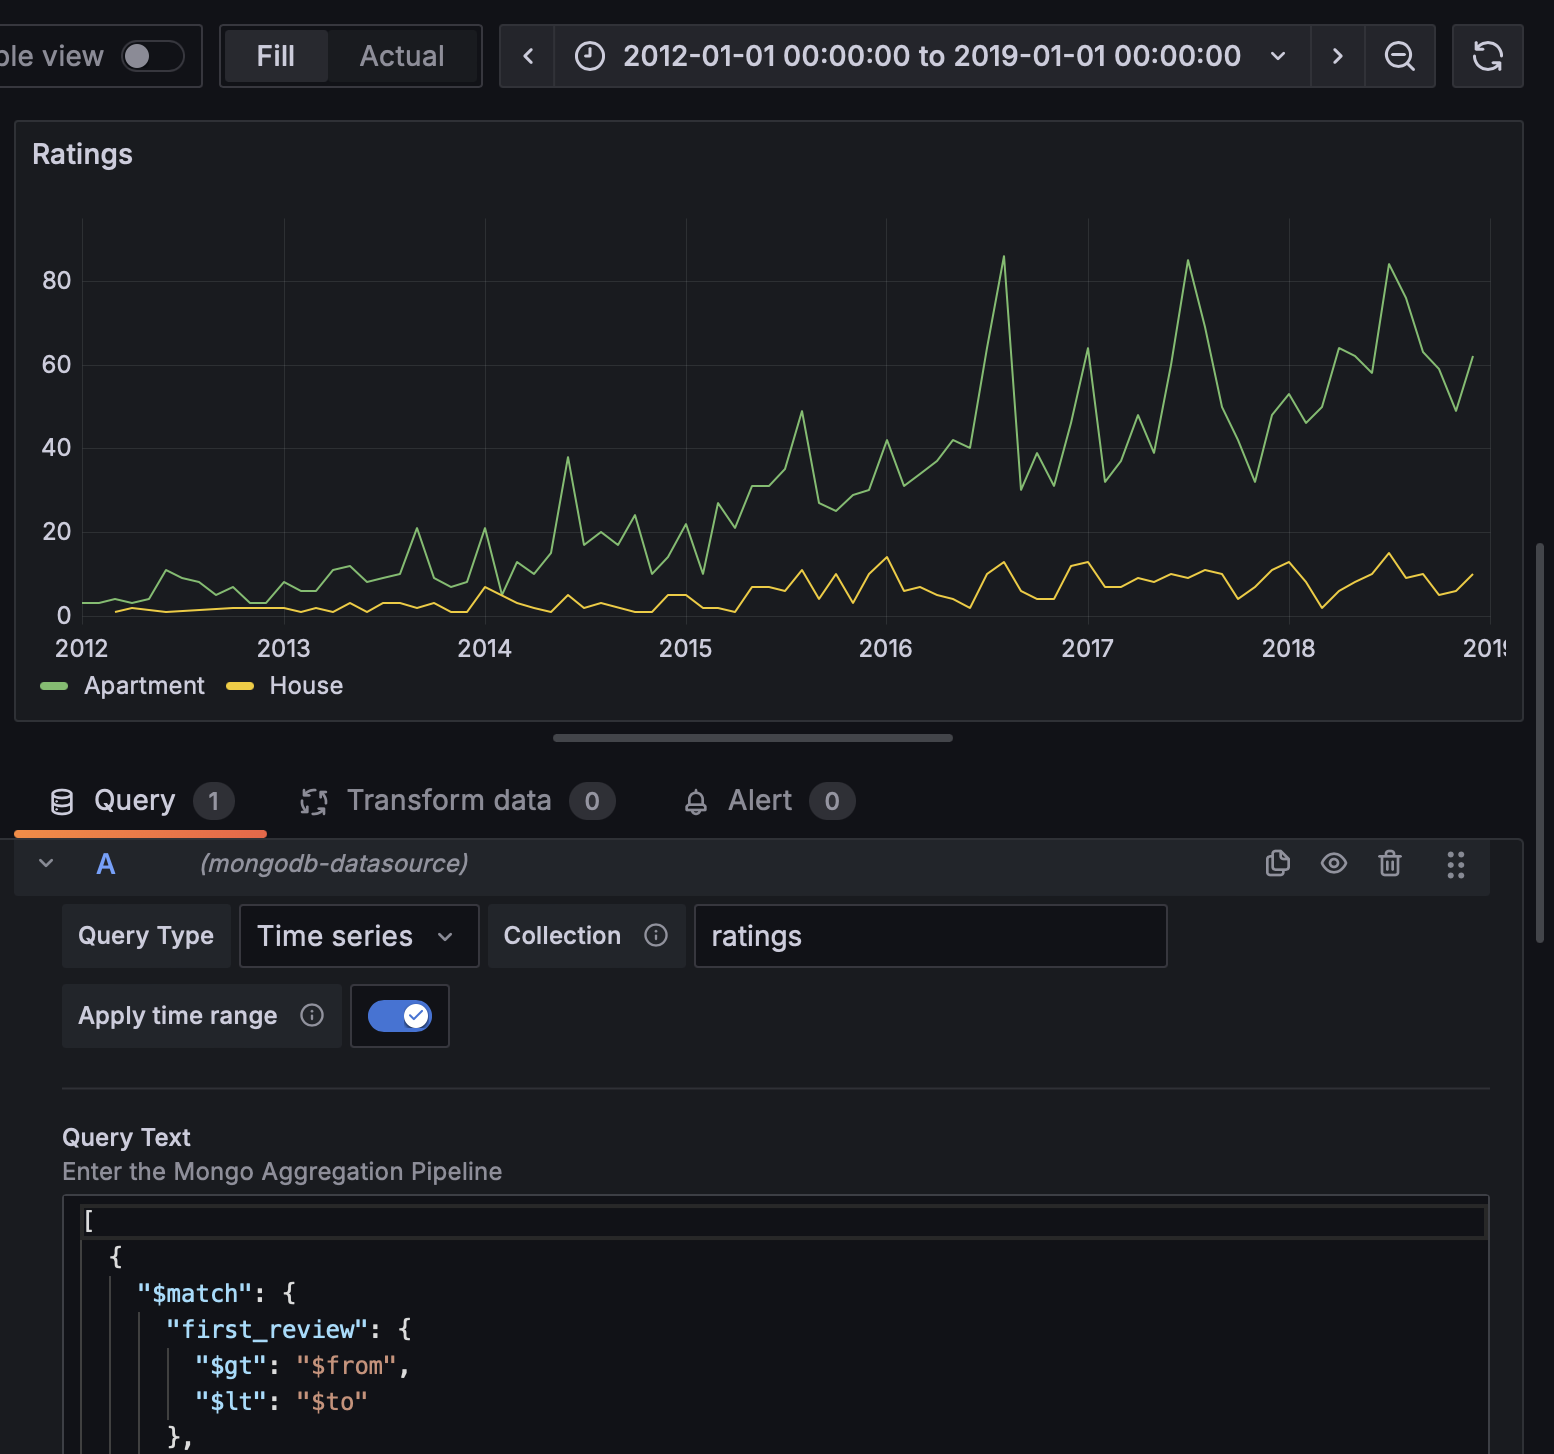 view
Fill
Actual
2012-01-01 00:00:00 to 2019-01-01 00:00:00
Ratings
80
60
40
20
0
2012 2013 2014 2015 2016 2017 2018
Apartment House
Query 1 Transform data 0 Alert 0
A (mongodb-datasource)
Query Type Time series Collection ratings
Apply time range
Query Text
Enter the Mongo Aggregation Pipeline
[
{
"$match": {
"first_review": {
"$gt": "$from",
"$lt": "$to"
},